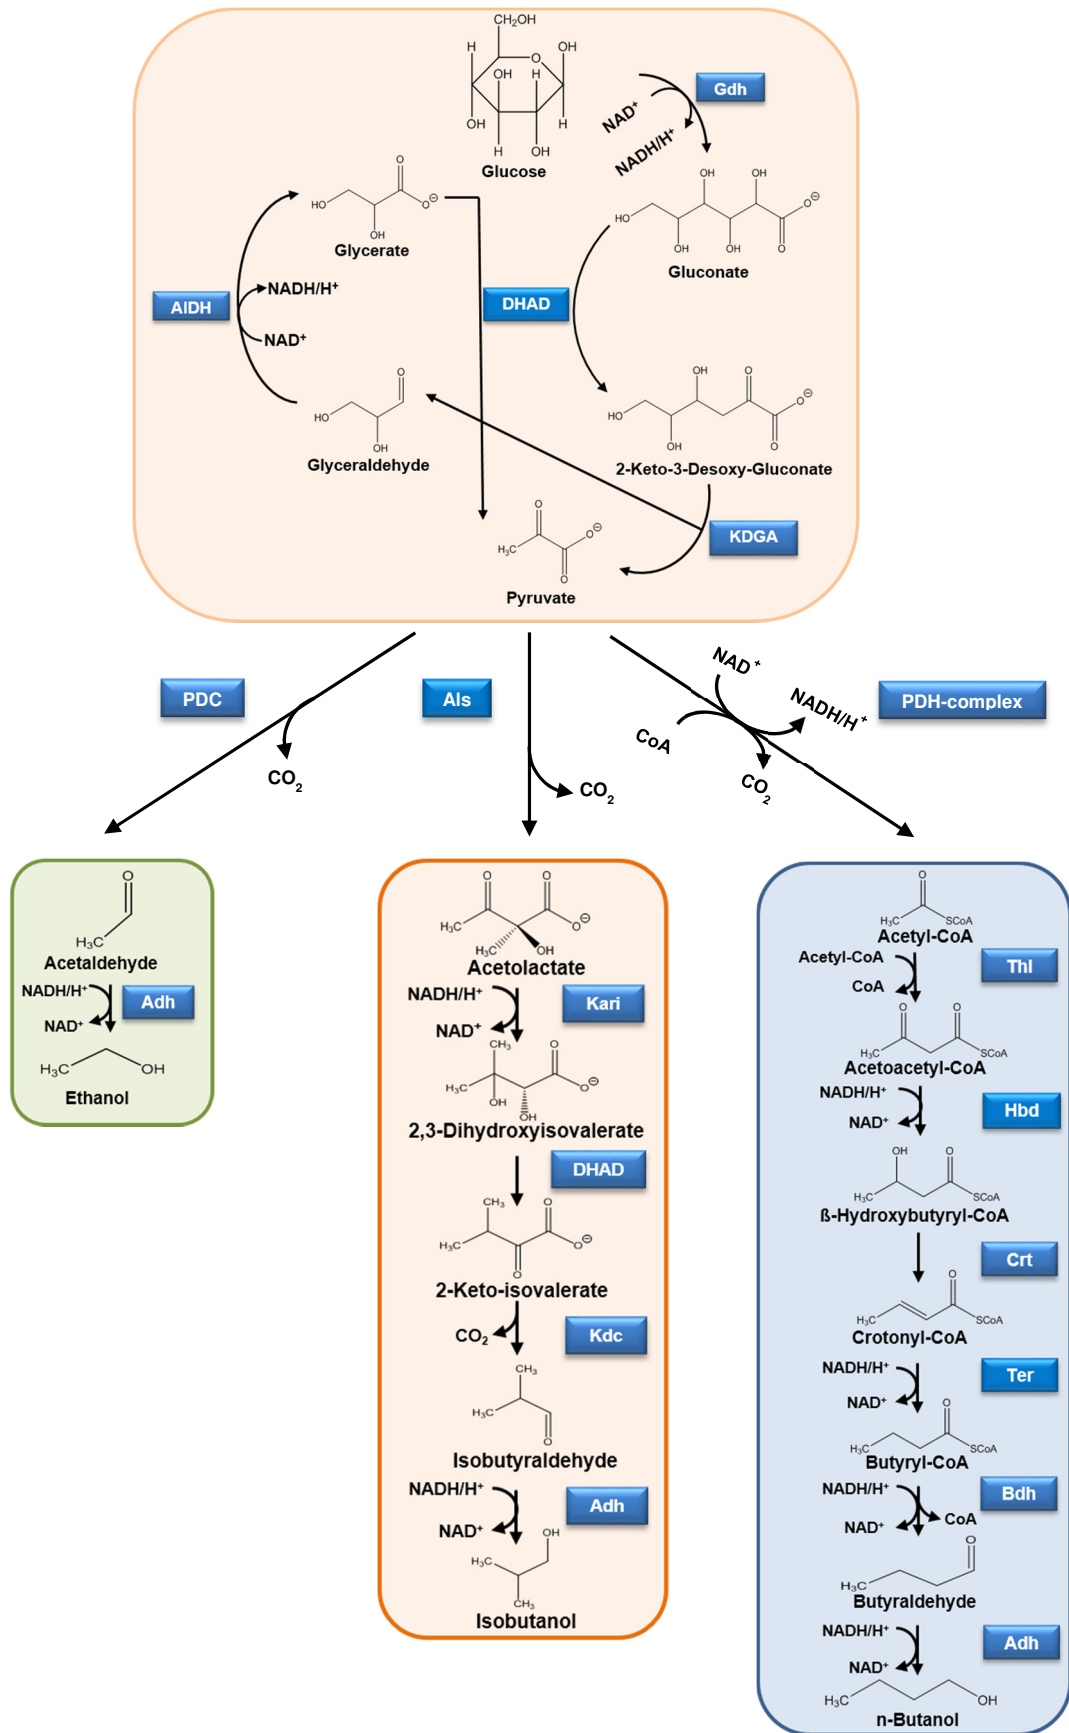 CH₂OH
H
O
OH
OH
H
OH
H
H
OH
Glucose
Gdh
NAD⁺
NADH/H⁺
O
HO
O⊖
OH
Glycerate
OH
OH
HO
O⊖
OH
OH
O
Gluconate
AlDH
NADH/H⁺
NAD⁺
DHAD
O
HO
OH
Glyceraldehyde
OH
O
HO
O⊖
OH
O
2-Keto-3-Desoxy-Gluconate
KDGA
O
H₃C
O⊖
O
Pyruvate
PDC
CO₂
Als
CO₂
NAD⁺
NADH/H⁺
CoA
CO₂
PDH-complex
O
H₃C
Acetaldehyde
NADH/H⁺
Adh
NAD⁺
H₃C
OH
Ethanol
O
O
H₃C
O⊖
H₃C
OH
Acetolactate
NADH/H⁺
Kari
NAD⁺
CH₃
O
H₃C
O⊖
OH
OH
2,3-Dihydroxyisovalerate
DHAD
CH₃
O
H₃C
O⊖
O
2-Keto-isovalerate
CO₂
Kdc
CH₃
H₃C
O
Isobutyraldehyde
NADH/H⁺
Adh
NAD⁺
OH
H₃C
CH₃
Isobutanol
O
H₃C
SCoA
Acetyl-CoA
Acetyl-CoA
Thl
CoA
O
O
H₃C
SCoA
Acetoacetyl-CoA
NADH/H⁺
Hbd
NAD⁺
OH
O
H₃C
SCoA
ß-Hydroxybutyryl-CoA
Crt
O
H₃C
SCoA
Crotonyl-CoA
NADH/H⁺
Ter
NAD⁺
O
H₃C
SCoA
Butyryl-CoA
NADH/H⁺
Bdh
NAD⁺
CoA
O
H₃C
Butyraldehyde
NADH/H⁺
Adh
NAD⁺
H₃C
OH
n-Butanol